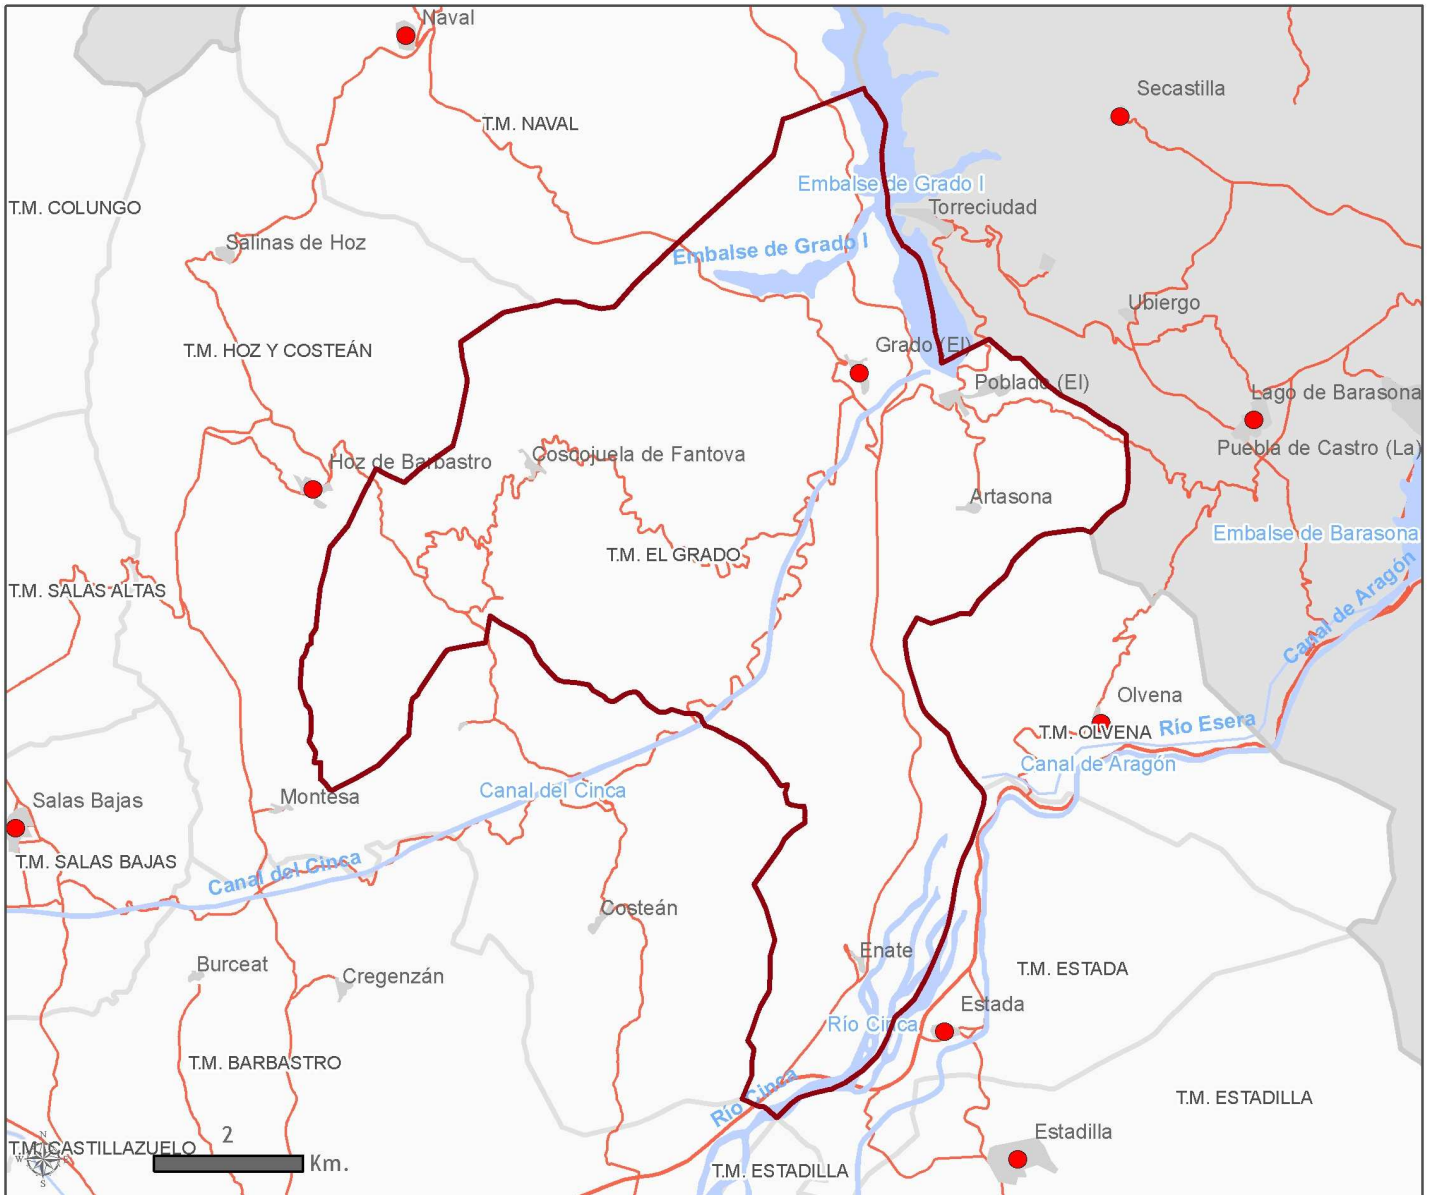 Naval
Secastilla
T.M. NAVAL
Embalse de Grado I
T.M. COLUNGO
Torreciudad
Salinas de Hoz
Embalse de Grado I
Ubiergo
T.M. HOZ Y COSTEÁN
Grado (El)
Poblado (El)
Lago de Barasona
Puebla de Castro (La)
Hoz de Barbastro
Coscojuela de Fantova
Artasona
Embalse de Barasona
T.M. EL GRADO
T.M. SALAS ALTAS
Canal de Aragón
Olvena
Río Esera
T.M. OLVENA
Canal de Aragón
Canal del Cinca
Montesa
Salas Bajas
T.M. SALAS BAJAS
Canal del Cinca
Costeán
Enate
Burceat
Cregenzán
T.M. ESTADA
Estada
Río Cinca
T.M. BARBASTRO
Río Cinca
T.M. ESTADILLA
Estadilla
T.M. CASTILLAZUELO
N
W
E
S
2
Km.
T.M. ESTADILLA